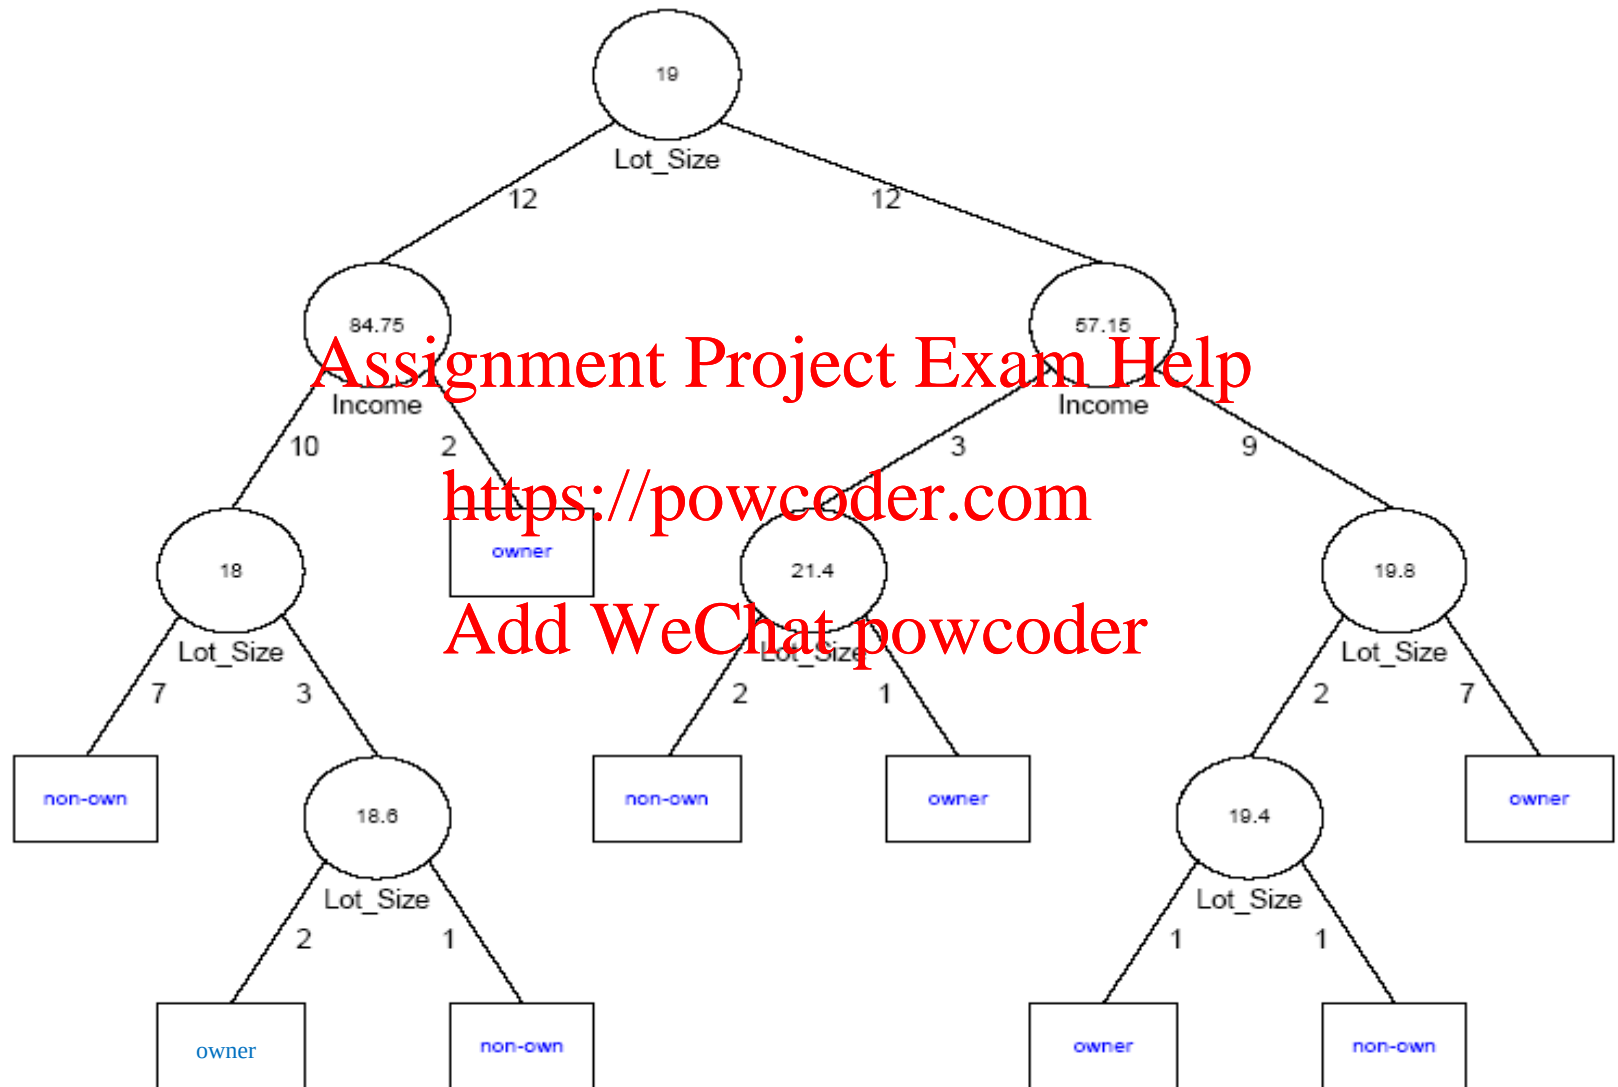 19
Lot_Size
12 12
84.75 57.15
Assignment Project Exam Help
Income Income
10 2 3 9
https://powcoder.com
owner
18 21.4 19.8
Add WeChat powcoder
Lot_Size Lot_Size Lot_Size
7 3 2 1 2 7
non-own non-own owner owner
18.6 19.4
Lot_Size Lot_Size
2 1 1 1
owner non-own owner non-own